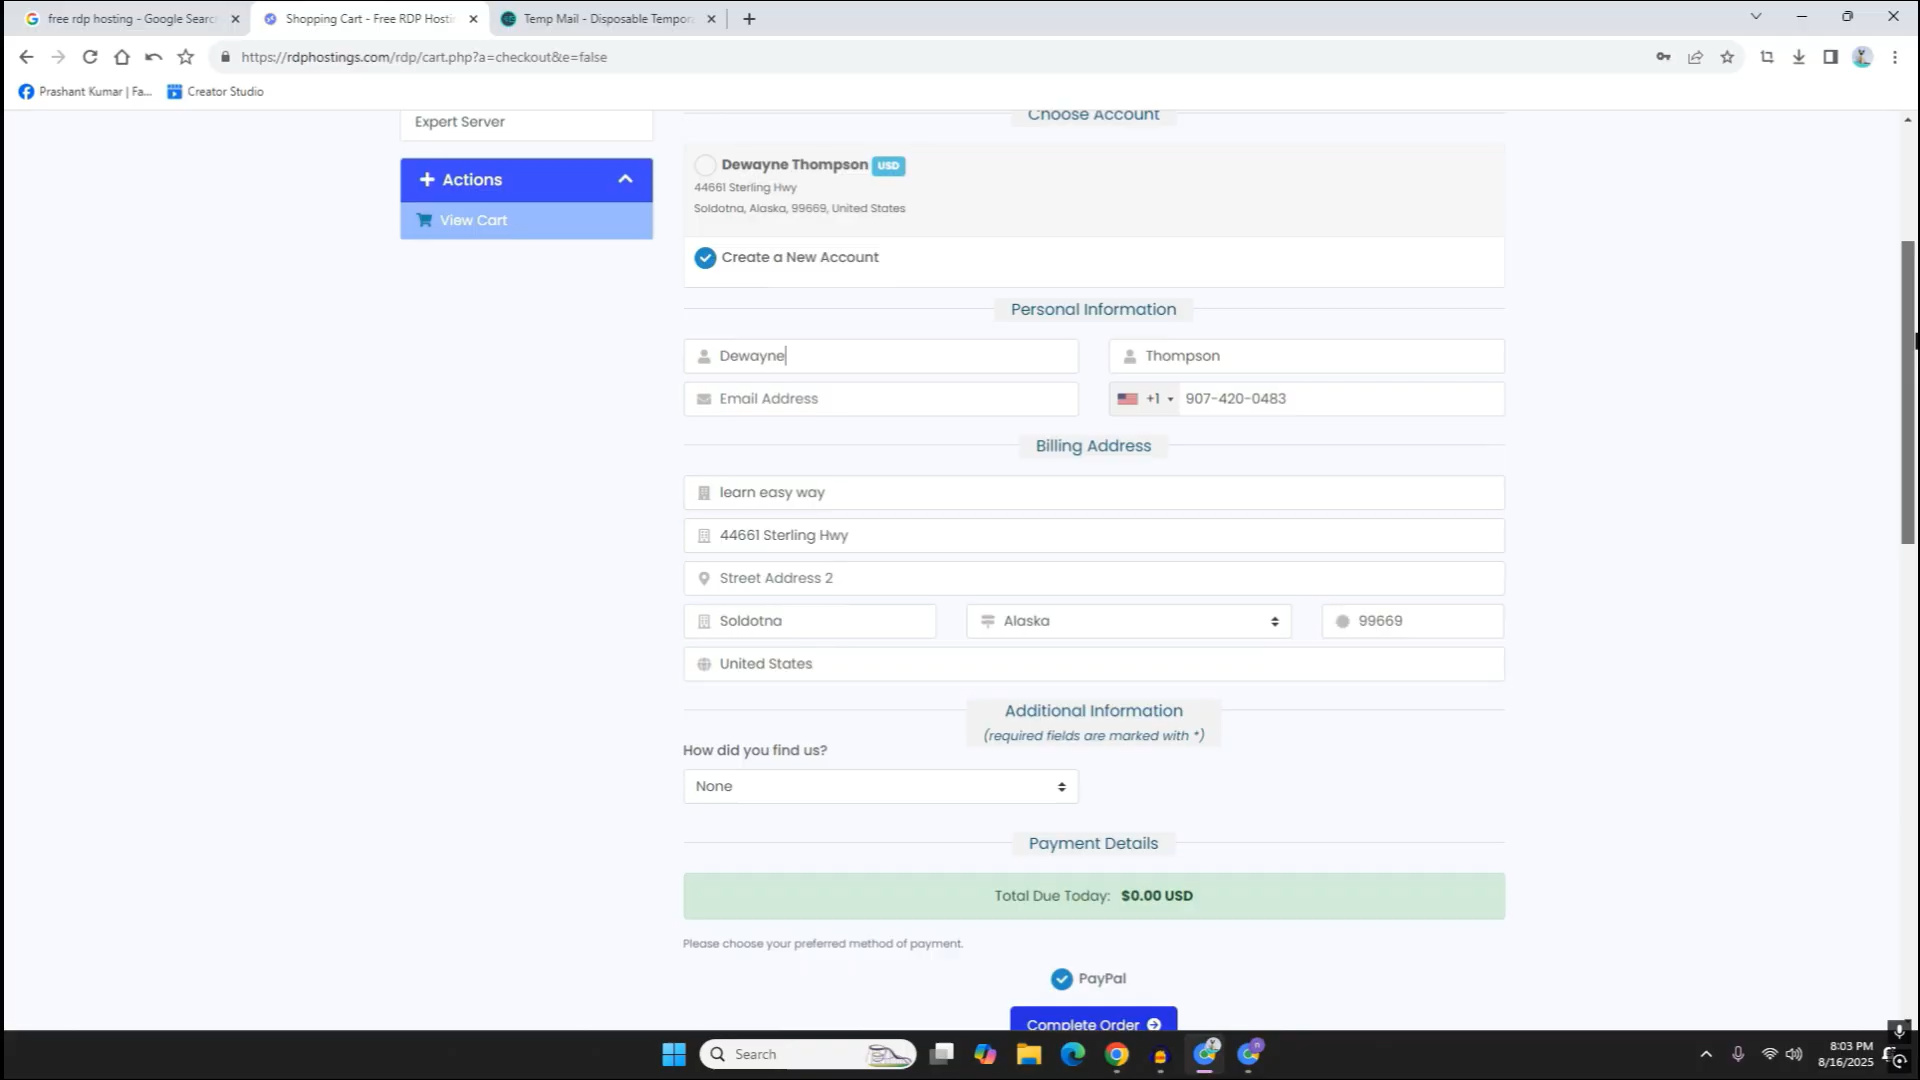 free rdp hosting - Google Searc
Shopping Cart - Free RDP Hosti
Temp Mail - Disposable Tempora
https://rdphostings.com/rdp/cart.php?a=checkout&e=false
Prashant Kumar | Fa...
Creator Studio
Expert Server
Actions
View Cart
Choose Account
Dewayne Thompson USD
44661 Sterling Hwy
Soldotna, Alaska, 99669, United States
Create a New Account
Personal Information
Dewayne
Thompson
Email Address
+1 907-420-0483
Billing Address
learn easy way
44661 Sterling Hwy
Street Address 2
Soldotna
Alaska
99669
United States
Additional Information
(required fields are marked with *)
How did you find us?
None
Payment Details
Total Due Today: $0.00 USD
Please choose your preferred method of payment.
PayPal
Complete Order
Search
8:03 PM
8/16/2025